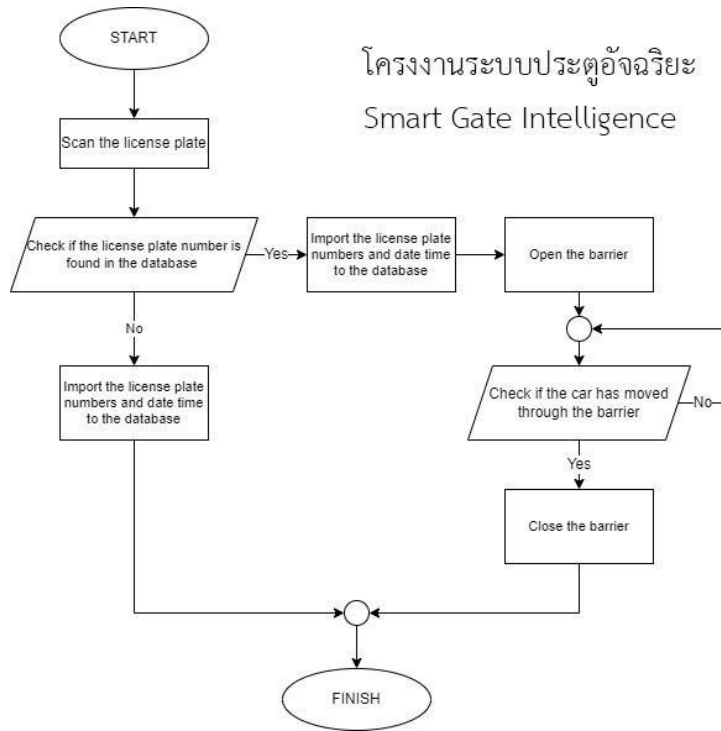 START
โครงงานระบบประตูอัจฉริยะ
Smart Gate Intelligence
Scan the license plate
Check if the license plate number is
found in the database
Yes
Import the license plate
numbers and date time
to the database
Open the barrier
No
Import the license plate
numbers and date time
to the database
Check if the car has moved
through the barrier
No
Yes
Close the barrier
FINISH